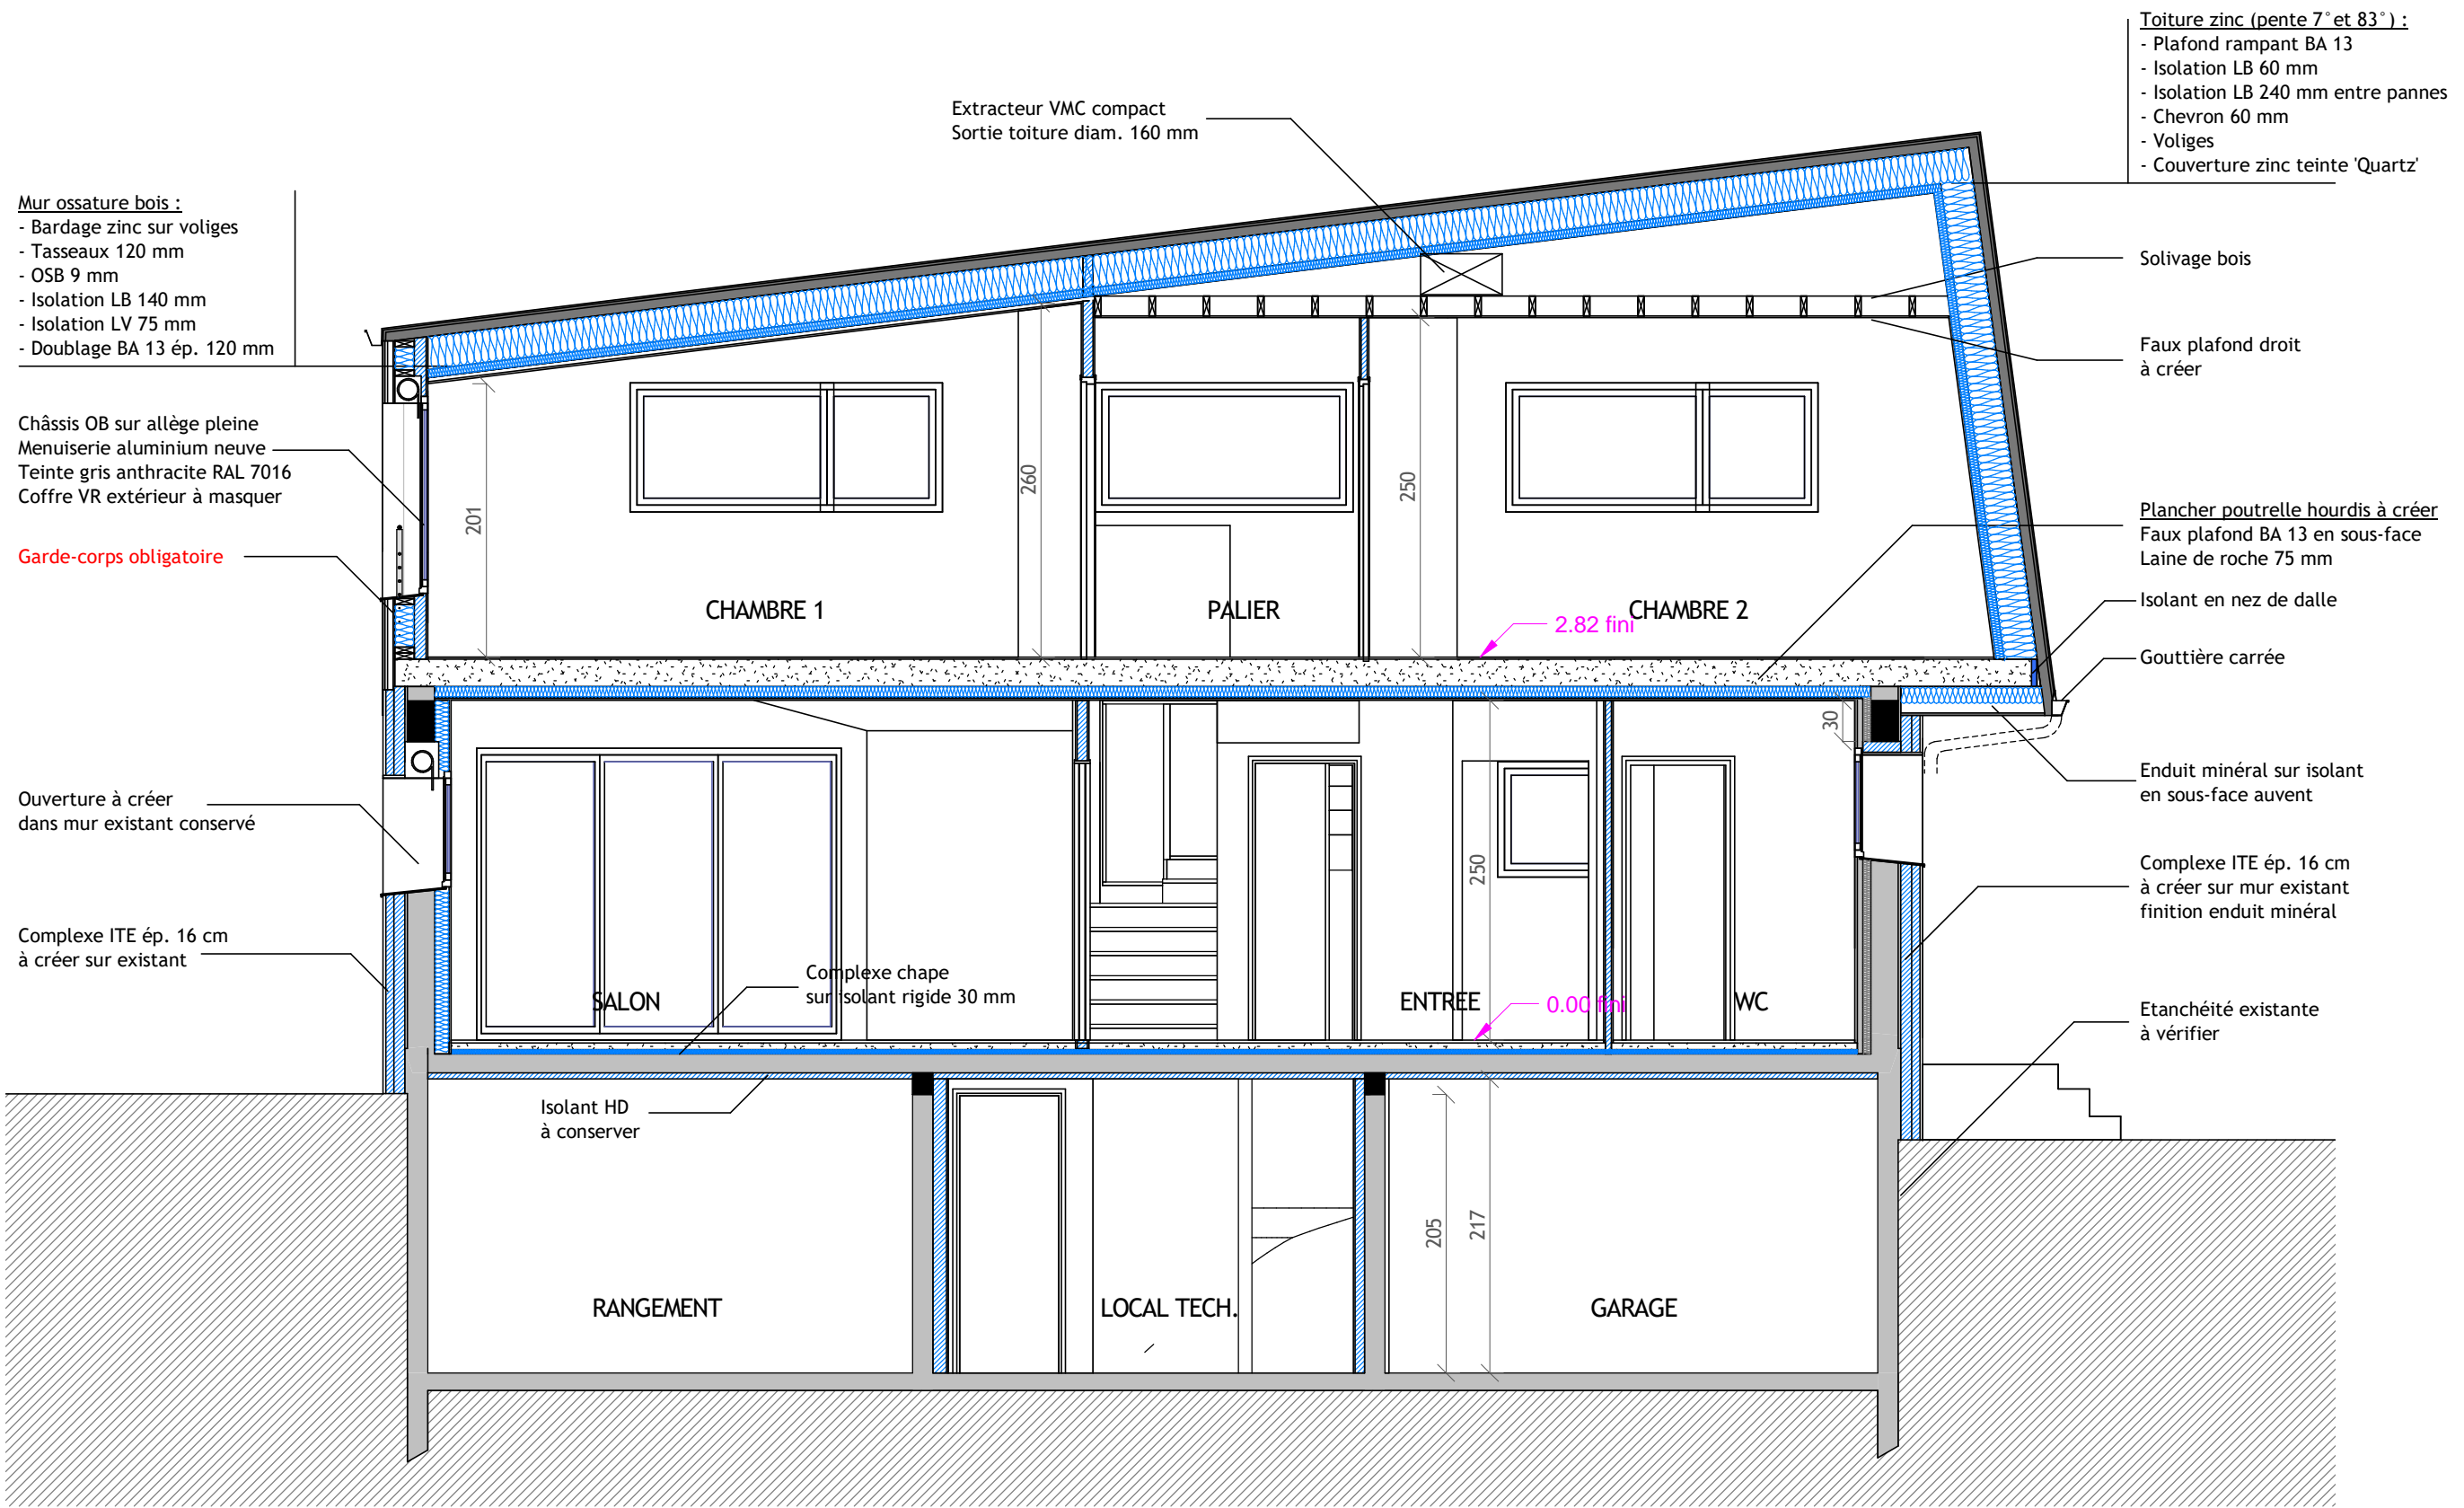 Toiture zinc (pente 7° et 83°) :
- Plafond rampant BA 13
- Isolation LB 60 mm
- Isolation LB 240 mm entre pannes
- Chevron 60 mm
- Voliges
- Couverture zinc teinte 'Quartz'
Extracteur VMC compact
Sortie toiture diam. 160 mm
Mur ossature bois :
- Bardage zinc sur voliges
- Tasseaux 120 mm
- OSB 9 mm
- Isolation LB 140 mm
- Isolation LV 75 mm
- Doublage BA 13 ép. 120 mm
Solivage bois
Faux plafond droit
à créer
Châssis OB sur allège pleine
Menuiserie aluminium neuve
Teinte gris anthracite RAL 7016
Coffre VR extérieur à masquer
Garde-corps obligatoire
201
260
250
Plancher poutrelle hourdis à créer
Faux plafond BA 13 en sous-face
Laine de roche 75 mm
CHAMBRE 1
PALIER
CHAMBRE 2
2.82 fini
Isolant en nez de dalle
Gouttière carrée
30
Enduit minéral sur isolant
en sous-face auvent
Ouverture à créer
dans mur existant conservé
250
Complexe ITE ép. 16 cm
à créer sur mur existant
finition enduit minéral
Complexe ITE ép. 16 cm
à créer sur existant
Complexe chape
sur isolant rigide 30 mm
SALON
ENTREE
0.00 fini
WC
Etanchéité existante
à vérifier
Isolant HD
à conserver
205
217
RANGEMENT
LOCAL TECH.
GARAGE